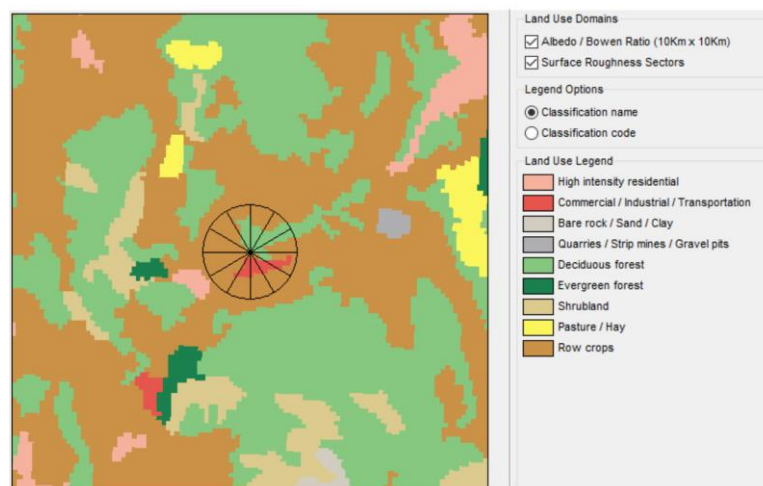 Land Use Domains
Albedo / Bowen Ratio (10Km x 10Km)
Surface Roughness Sectors
Legend Options
Classification name
Classification code
Land Use Legend
High intensity residential
Commercial / Industrial / Transportation
Bare rock / Sand / Clay
Quarries / Strip mines / Gravel pits
Deciduous forest
Evergreen forest
Shrubland
Pasture / Hay
Row crops